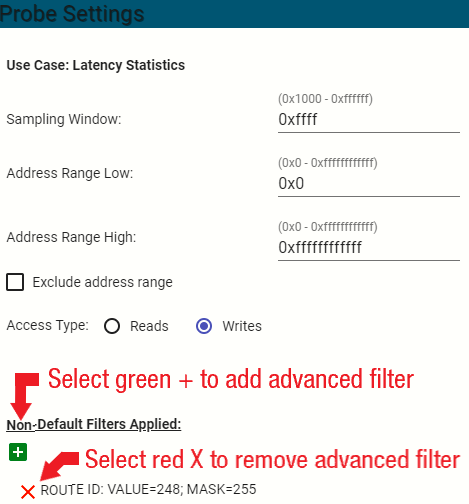 Probe Settings
Use Case: Latency Statistics
(0x1000 - 0xffffff)
Sampling Window: 0xffff
(0x0 - 0xffffffffffff)
Address Range Low: 0x0
(0x0 - 0xffffffffffff)
Address Range High: 0xffffffffffff
Exclude address range
Access Type: Reads Writes
Select green + to add advanced filter
Non-Default Filters Applied:
Select red X to remove advanced filter
ROUTE ID: VALUE=248; MASK=255